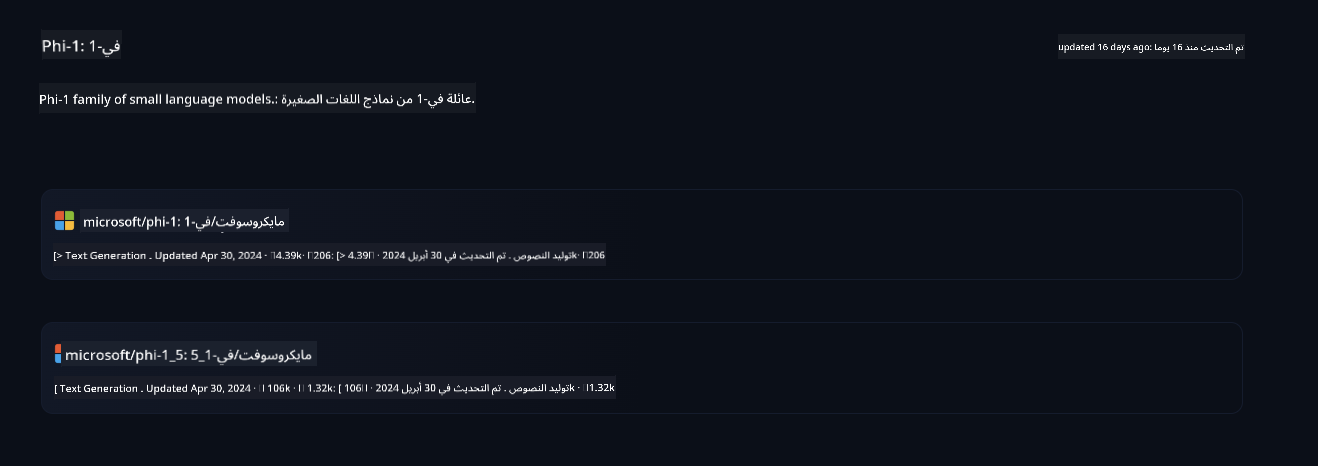 Phi-1: في-1
updated 16 days ago: تم التحديث منذ 16 يوما
Phi-1 family of small language models.: عائلة في-1 من نماذج اللغات الصغيرة.
microsoft/phi-1: مايكروسوفت/في-1
[> Text Generation . Updated Apr 30, 2024 · 4.39k· 206: [> توليد النصوص . تم التحديث في 30 أبريل 2024 · 4.39k· 206
microsoft/phi-1_5: مايكروسوفت/في-1_5
[ Text Generation . Updated Apr 30, 2024 · 106k · 1.32k: [ توليد النصوص . تم التحديث في 30 أبريل 2024 · 106k · 1.32k